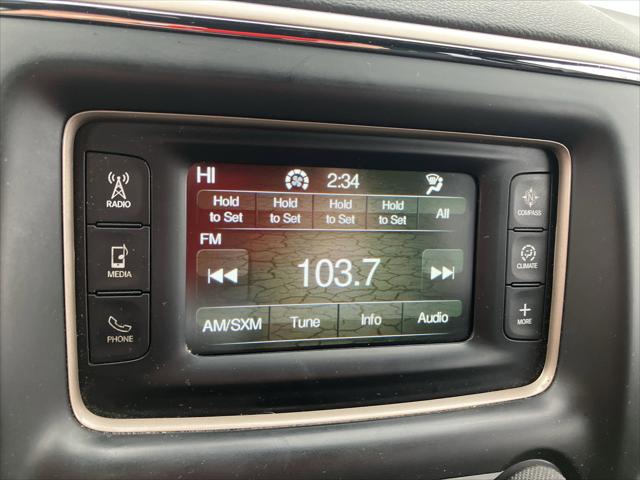 HI 2:34
Hold to Set Hold to Set Hold to Set Hold to Set All
FM
103.7
AM/SXM Tune Info Audio
RADIO
MEDIA
PHONE
N
COMPASS
CLIMATE
+
MORE